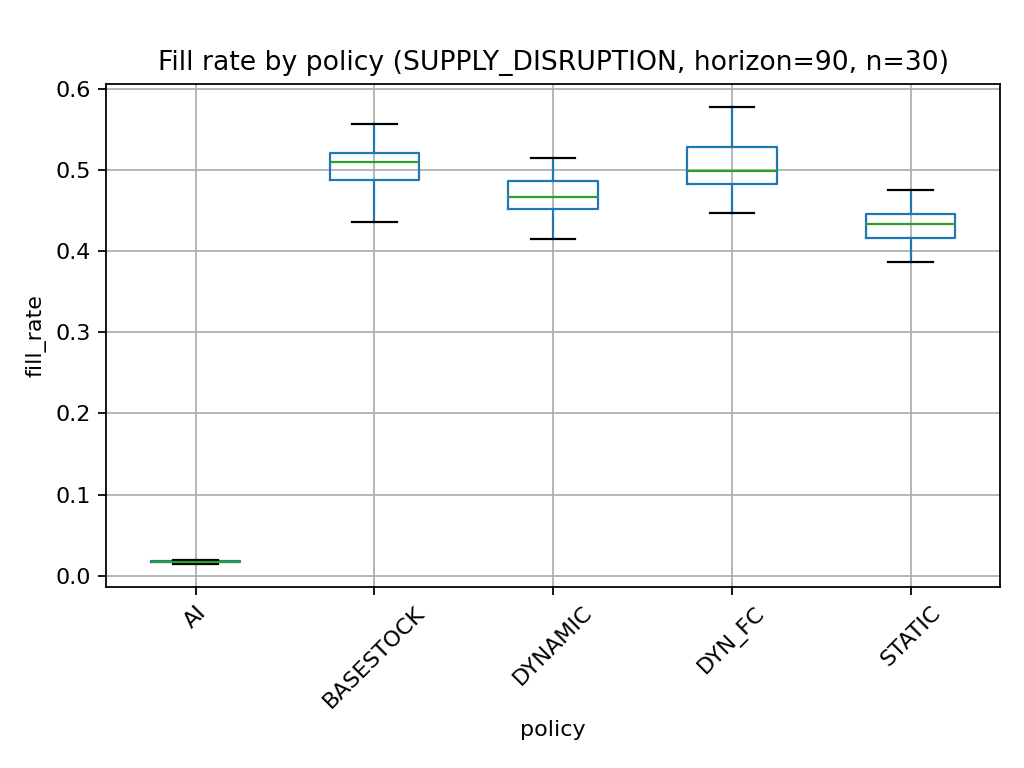 Fill rate by policy (SUPPLY_DISRUPTION, horizon=90, n=30)
0.6
0.5
0.4
0.3
0.2
0.1
0.0
fill_rate
AI
BASESTOCK
DYNAMIC
DYN_FC
STATIC
policy